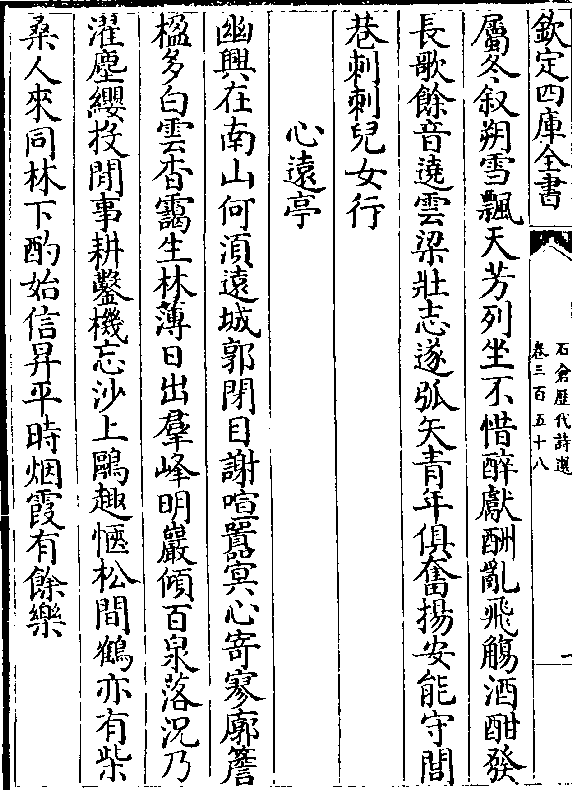 欽定四庫全書
石倉歷代詩選
卷三百五十八
一
屬冬叙朔雪飄天芳列坐不惜醉獻酬亂飛觴酒酣發
長歌餘音遶雲梁壯志遂弧矢青年俱奮揚安能守閭
巷刺刺兒女行
心遠亭
幽興在南山何須遠城郭閉目謝喧囂㝠心寄寥廓簷
楹多白雲杳靄生林薄日出羣峰明巖傾百泉落況乃
濯塵纓投閒事耕鑿機忘沙上鷗趣愜松間鶴亦有柴
桑人來同林下酌始信昇平時烟霞有餘樂